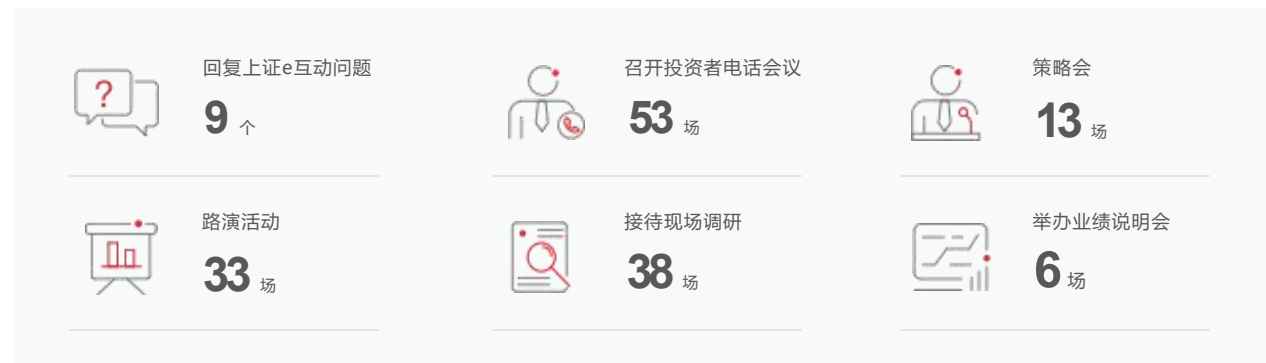 回复上证e互动问题
9 个
召开投资者电话会议
53 场
策略会
13 场
路演活动
33 场
接待现场调研
38 场
举办业绩说明会
6 场